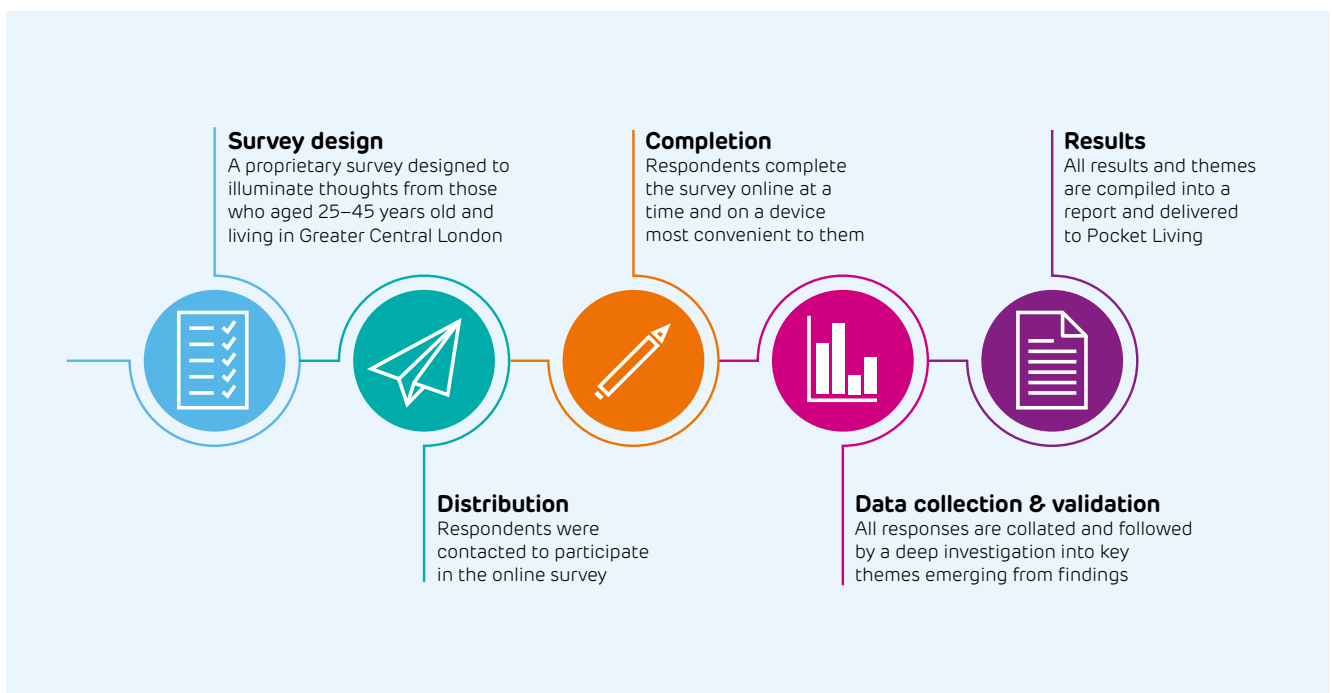 Survey design
A proprietary survey designed to
illuminate thoughts from those
who aged 25–45 years old and
living in Greater Central London
Distribution
Respondents were
contacted to participate
in the online survey
Completion
Respondents complete
the survey online at a
time and on a device
most convenient to them
Data collection & validation
All responses are collated and followed
by a deep investigation into key
themes emerging from findings
Results
All results and themes
are compiled into a
report and delivered
to Pocket Living